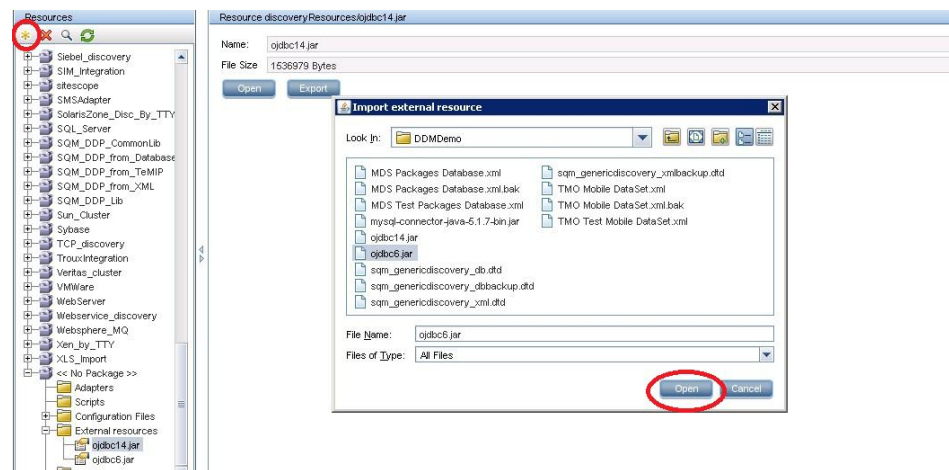 Resources
Siebel_discovery
SIM_Integration
sitescope
SMSAdapter
SolarisZone_Disc_By_TTY
SQL_Server
SQM_DDP_CommonLib
SQM_DDP_from_Database
SQM_DDP_from_TeMIP
SQM_DDP_from_XML
SQM_DDP_Lib
Sun_Cluster
Sybase
TCP_discovery
TrouxIntegration
Veritas_cluster
VMWare
WebServer
Webservice_discovery
Websphere_MQ
Xen_by_TTY
XLS_Import
<< No Package >>
Adapters
Scripts
Configuration Files
External resources
ojdbc14.jar
ojdbc6.jar
Resource discoveryResources/ojdbc14.jar
Name: ojdbc14.jar
File Size 1536979 Bytes
Open Export
Import external resource
Look In: DDMDemo
MDS Packages Database.xml
MDS Packages Database.xml.bak
MDS Test Packages Database.xml
mysql-connector-java-5.1.7-bin.jar
ojdbc14.jar
ojdbc6.jar
sqm_genericdiscovery_db.dtd
sqm_genericdiscovery_dbbackup.dtd
sqm_genericdiscovery_xml.dtd
sqm_genericdiscovery_xmlbackup.dtd
TMO Mobile DataSet.xml
TMO Mobile DataSet.xml.bak
TMO Test Mobile DataSet.xml
File Name: ojdbc6.jar
Files of Type: All Files
Open Cancel